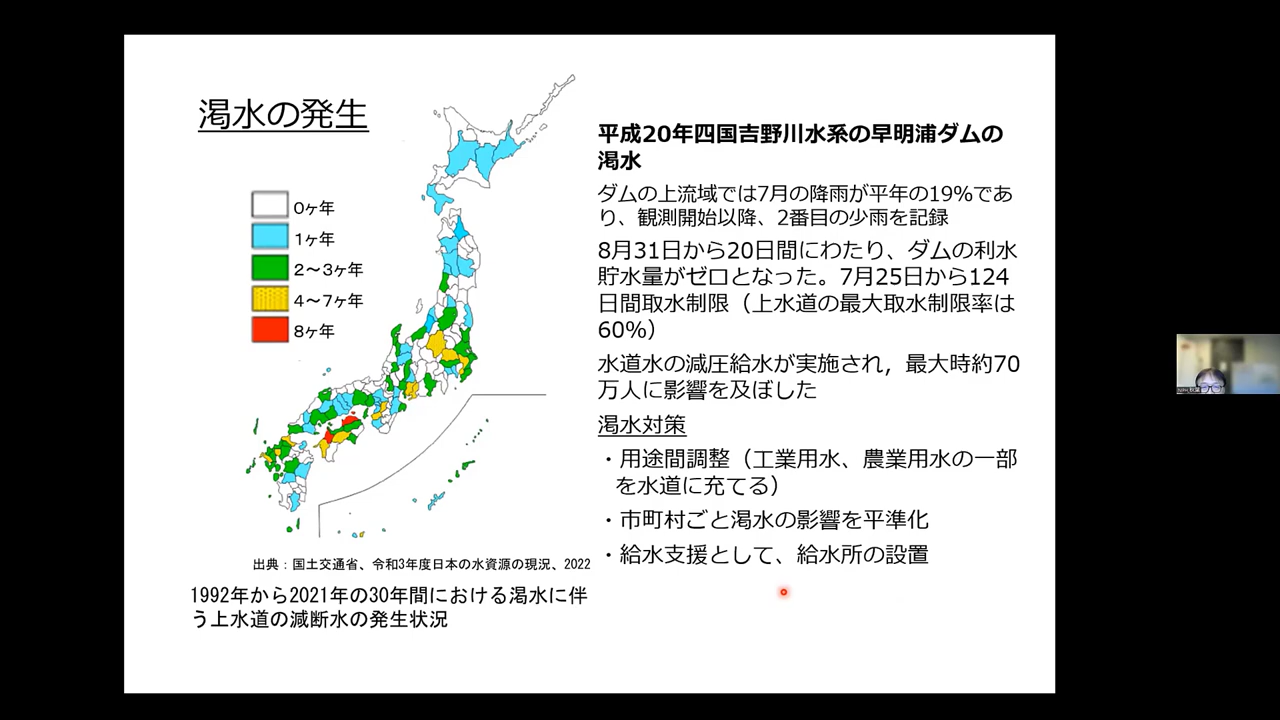 渇水の発生
0ヶ年
1ヶ年
2～3ヶ年
4～7ヶ年
8ヶ年
出典：国土交通省、令和3年度日本の水資源の現況、2022
1992年から2021年の30年間における渇水に伴
う上水道の減断水の発生状況
平成20年四国吉野川水系の早明浦ダムの
渇水
ダムの上流域では7月の降雨が平年の19%であ
り、観測開始以降、2番目の少雨を記録
8月31日から20日間にわたり、ダムの利水
貯水量がゼロとなった。7月25日から124
日間取水制限（上水道の最大取水制限率は
60%）
水道水の減圧給水が実施され，最大時約70
万人に影響を及ぼした
渇水対策
・用途間調整（工業用水、農業用水の一部
を水道に充てる）
・市町村ごと渇水の影響を平準化
・給水支援として、給水所の設置